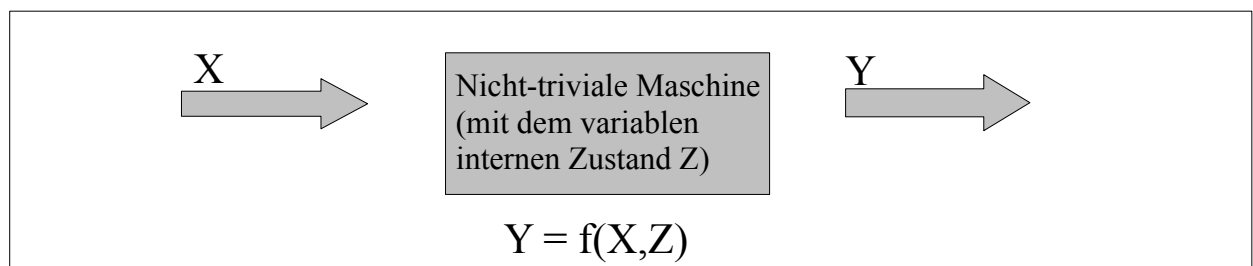 X
Nicht-triviale Maschine
(mit dem variablen
internen Zustand Z)
Y
Y = f(X,Z)